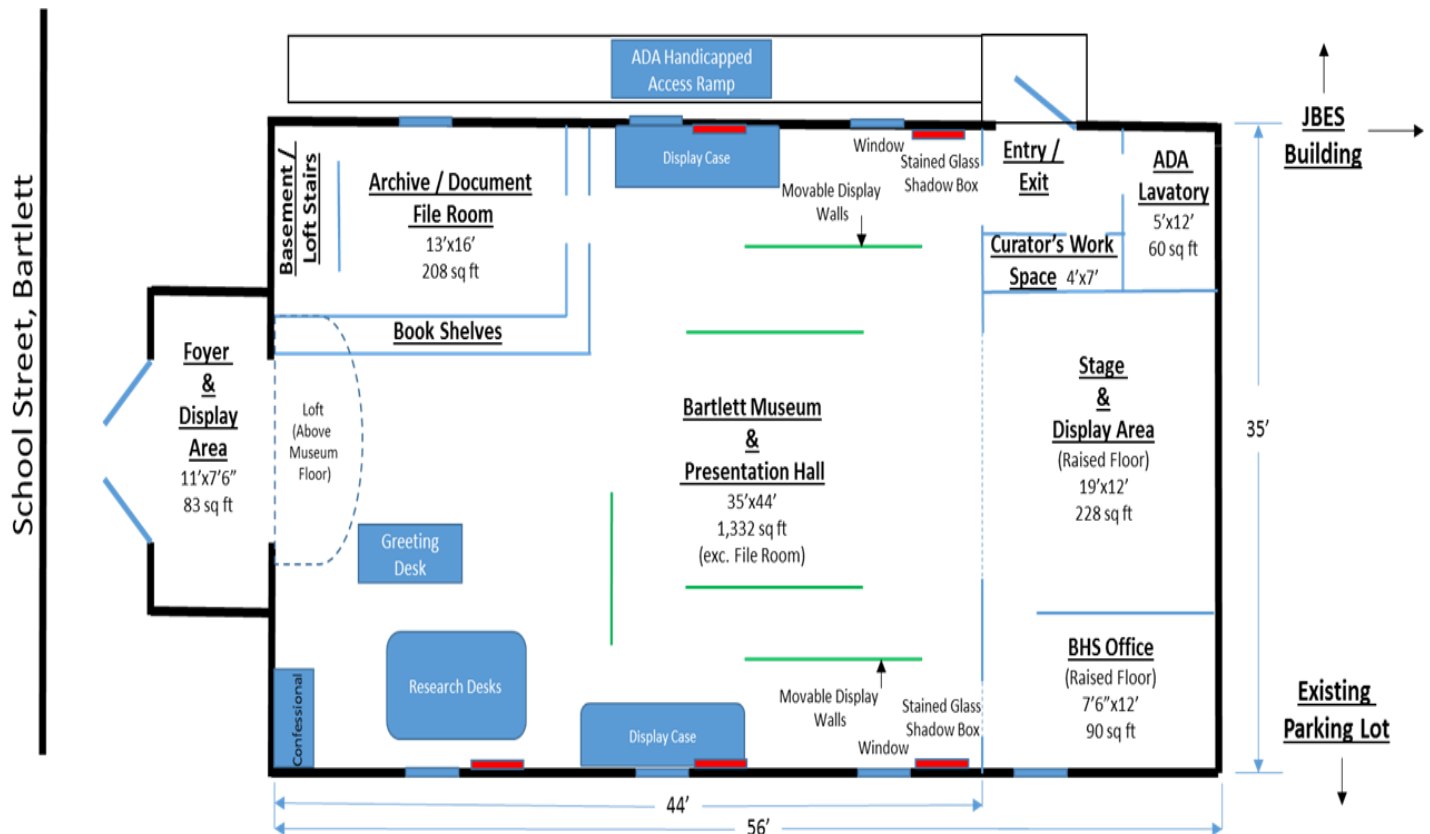 School Street, Bartlett
ADA Handicapped
Access Ramp
JBES
Building
Basement /
Loft Stairs
Archive / Document
File Room
13’x16’
208 sq ft
Display Case
Window
Stained Glass
Shadow Box
Movable Display
Walls
Entry /
Exit
ADA
Lavatory
5’x12’
60 sq ft
Curator’s Work
Space 4’x7’
Book Shelves
Foyer
&
Display
Area
11’x7’6”
83 sq ft
Loft
(Above
Museum
Floor)
Bartlett Museum
&
Presentation Hall
35’x44’
1,332 sq ft
(exc. File Room)
Stage
&
Display Area
(Raised Floor)
19’x12’
228 sq ft
35’
Greeting
Desk
Research Desks
Confessional
Display Case
Movable Display
Walls
Window
Stained Glass
Shadow Box
BHS Office
(Raised Floor)
7’6”x12’
90 sq ft
Existing
Parking Lot
44’
56’